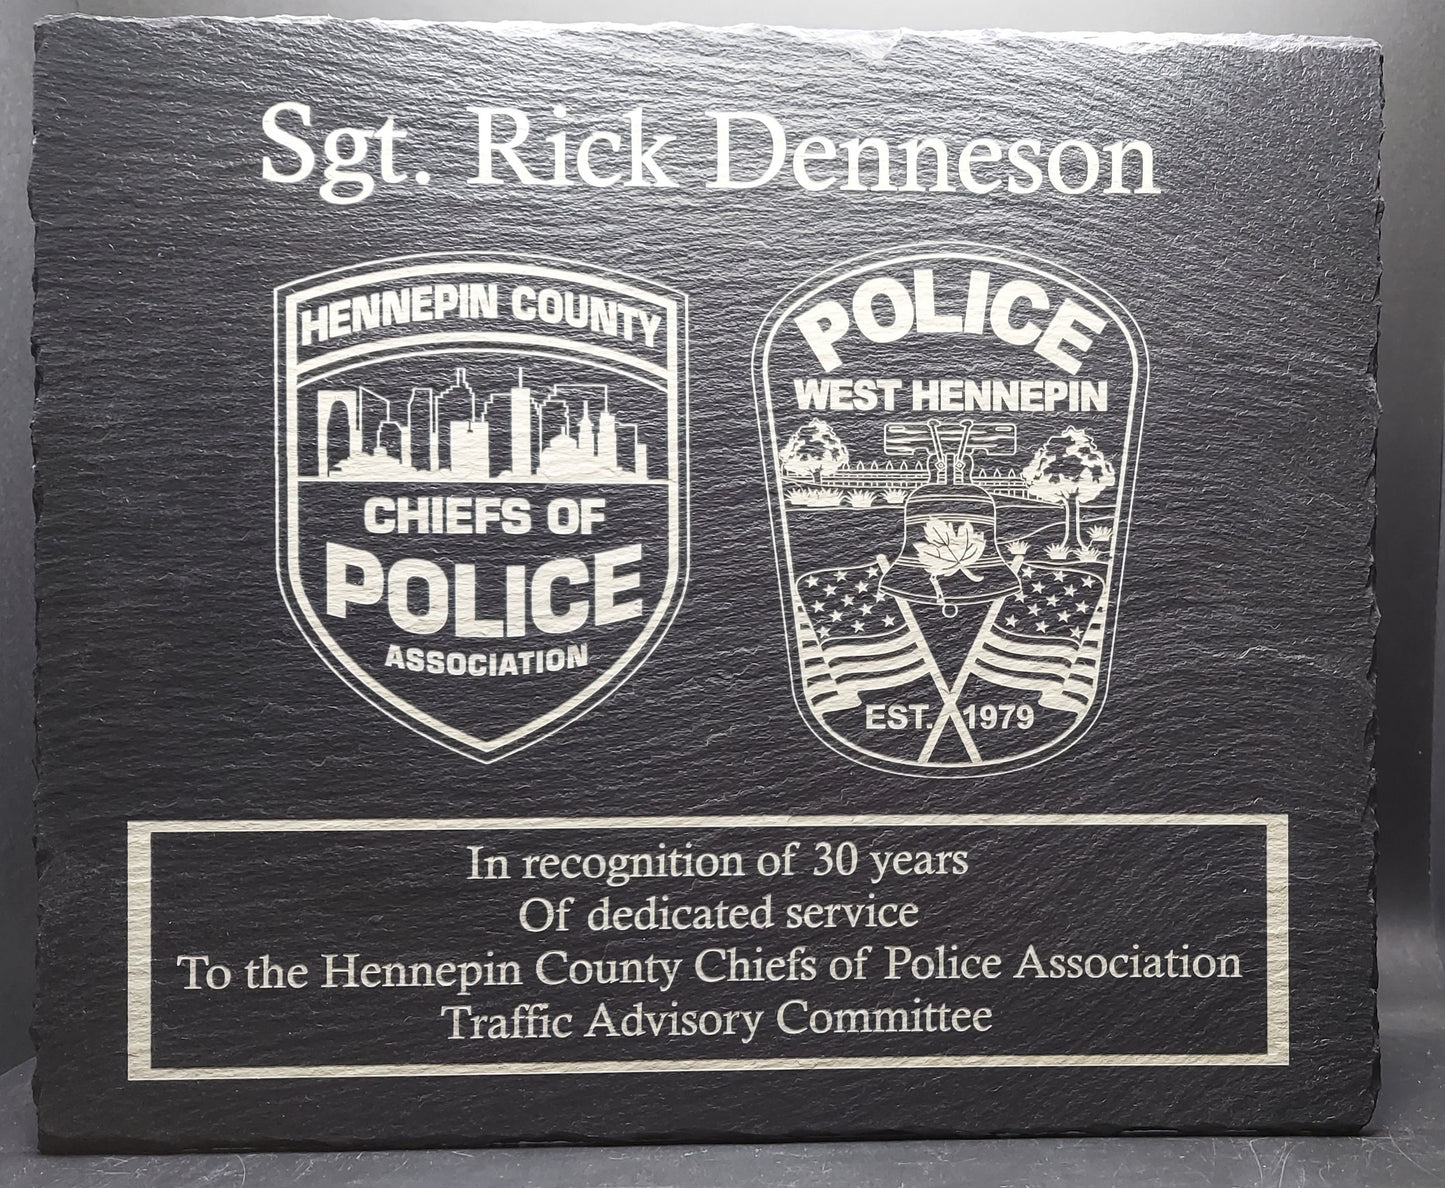 Sgt. Rick Denneson
HENNEPIN COUNTY
CHIEFS OF
POLICE
ASSOCIATION
POLICE
WEST HENNEPIN
EST. 1979
In recognition of 30 years
Of dedicated service
To the Hennepin County Chiefs of Police Association
Traffic Advisory Committee